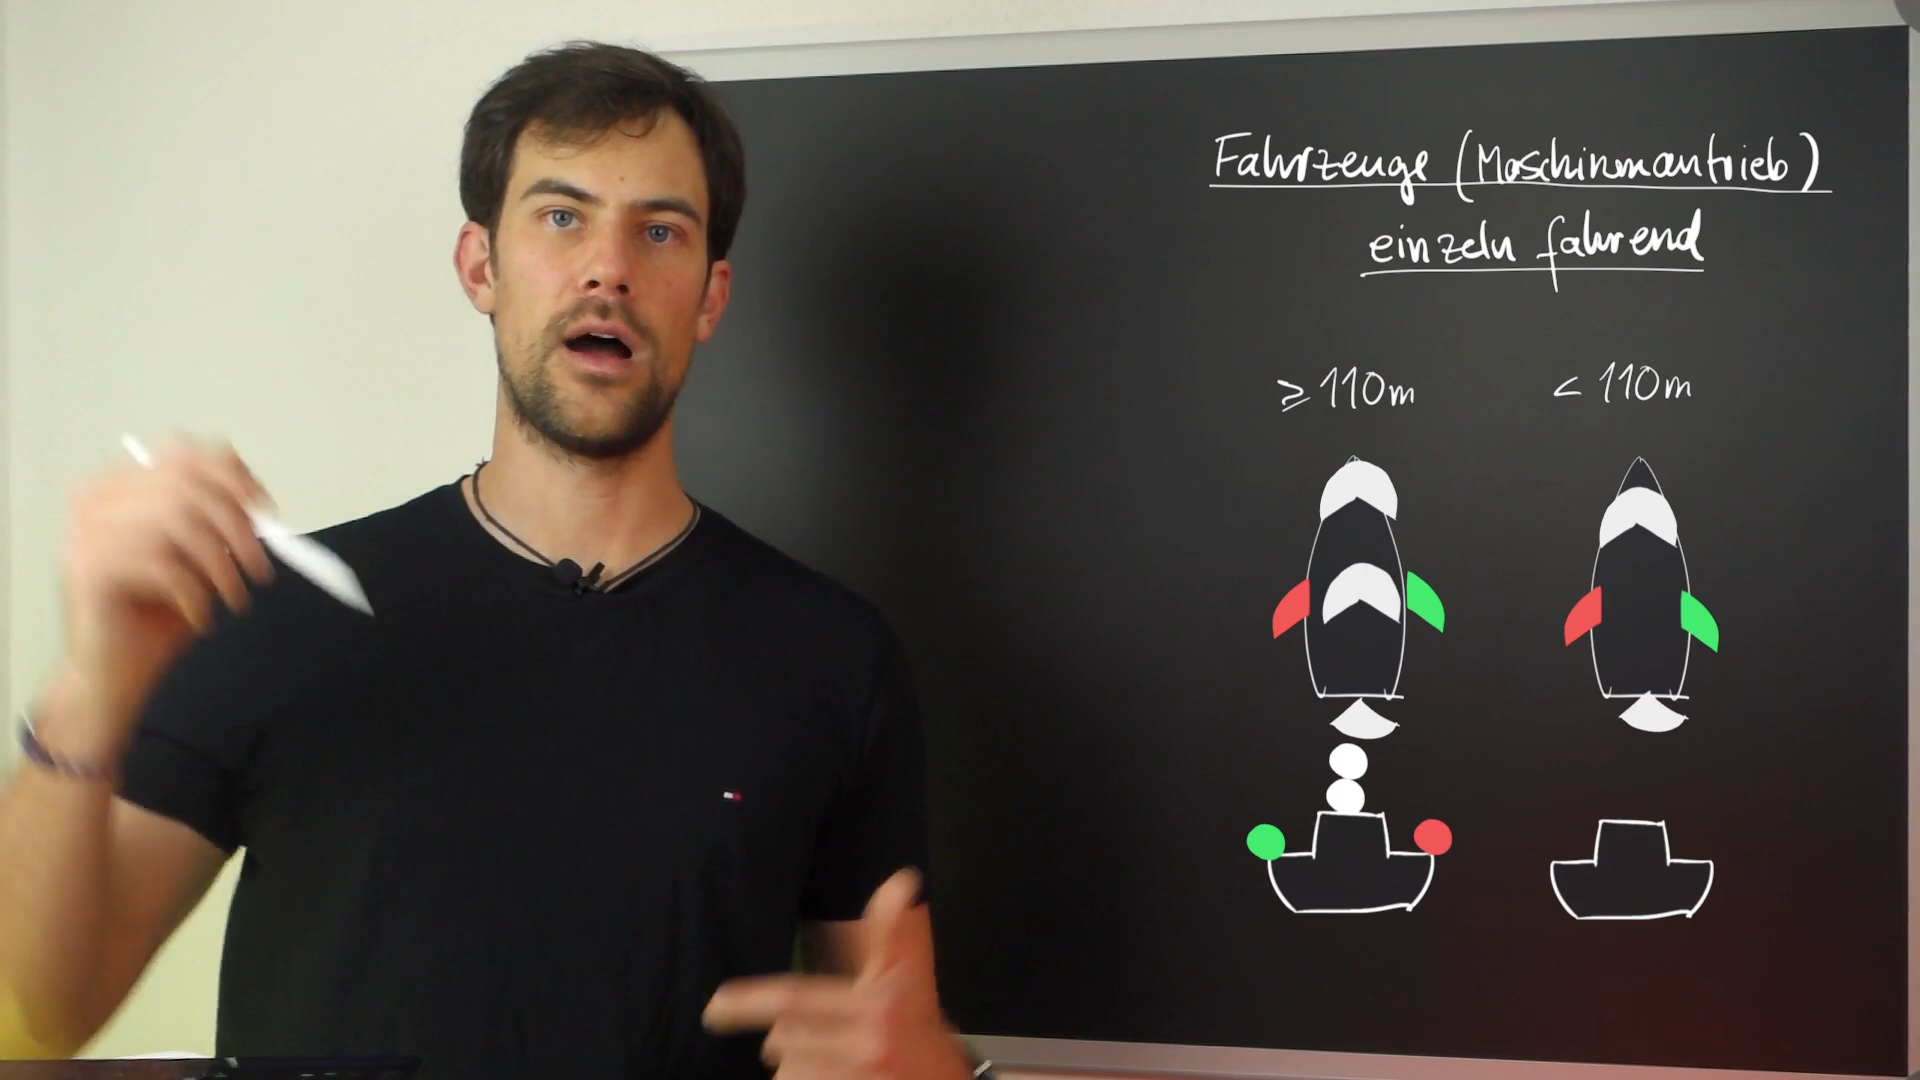 Fahrzeuge (Maschinenantrieb)
einzeln fahrend
≥ 110m < 110m